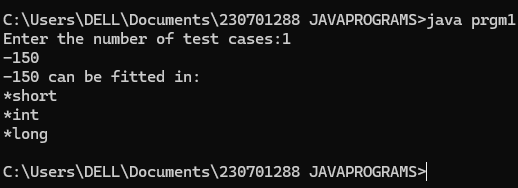 C:\Users\DELL\Documents\230701288 JAVAPROGRAMS>java prgm1
Enter the number of test cases:1
-150
-150 can be fitted in:
*short
*int
*long
C:\Users\DELL\Documents\230701288 JAVAPROGRAMS>